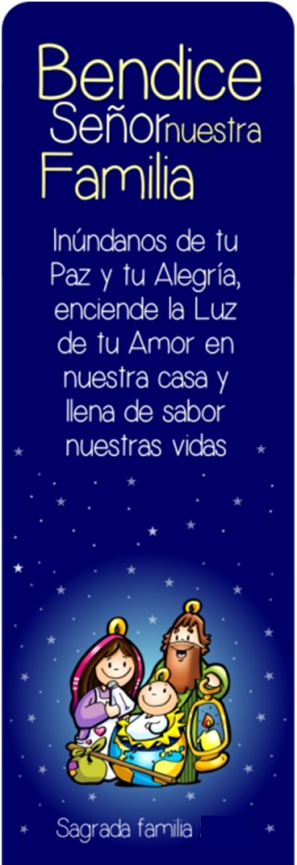 Bendice
Señor nuestra
Familia
Inúndanos de tu
Paz y tu Alegría,
enciende la Luz
de tu Amor en
nuestra casa y
llena de sabor
nuestras vidas
Sagrada familia